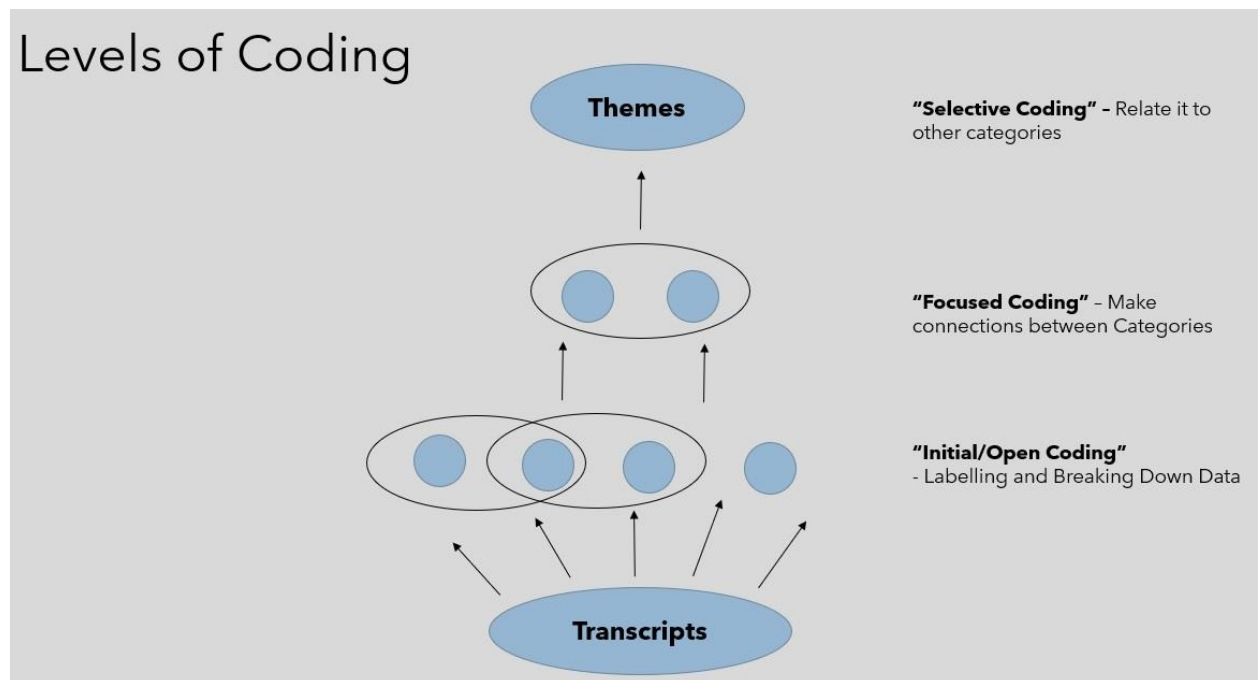 Levels of Coding
Themes
“Selective Coding” – Relate it to
other categories
“Focused Coding” – Make
connections between Categories
“Initial/Open Coding”
- Labelling and Breaking Down Data
Transcripts